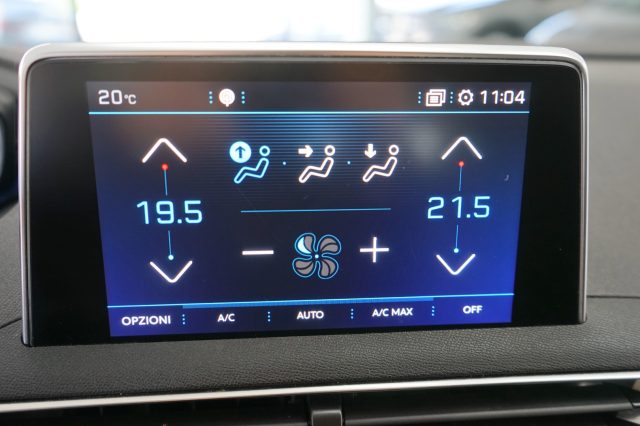 20°C 11:04
19.5 21.5
OPZIONI A/C AUTO A/C MAX OFF